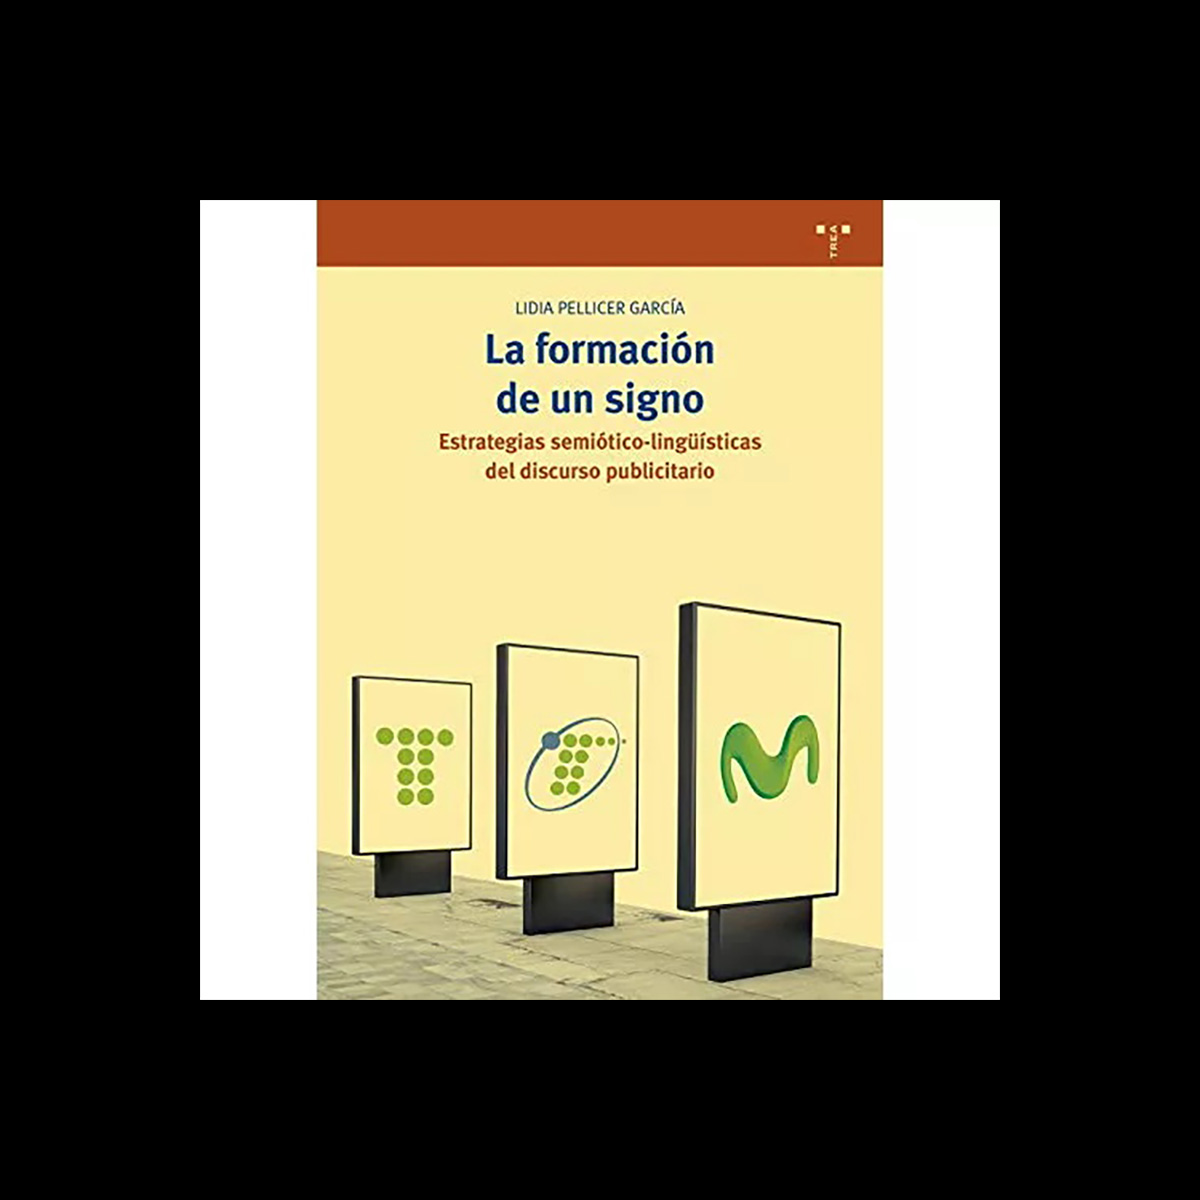 TREA
LIDIA PELLICER GARCÍA
La formación
de un signo
Estrategias semiótico-lingüísticas
del discurso publicitario